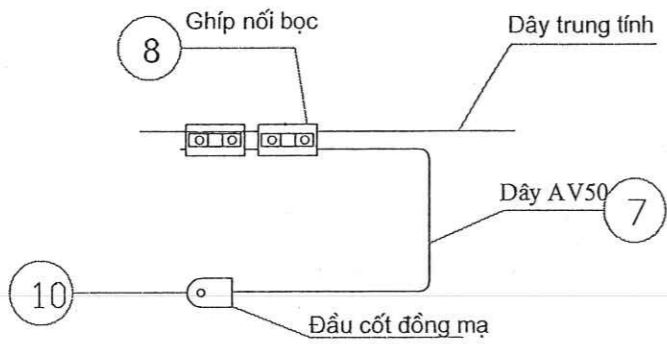 Ghíp nối bọc
8
Dây trung tính
Dây AV50
7
10
Đầu cốt đồng mạ